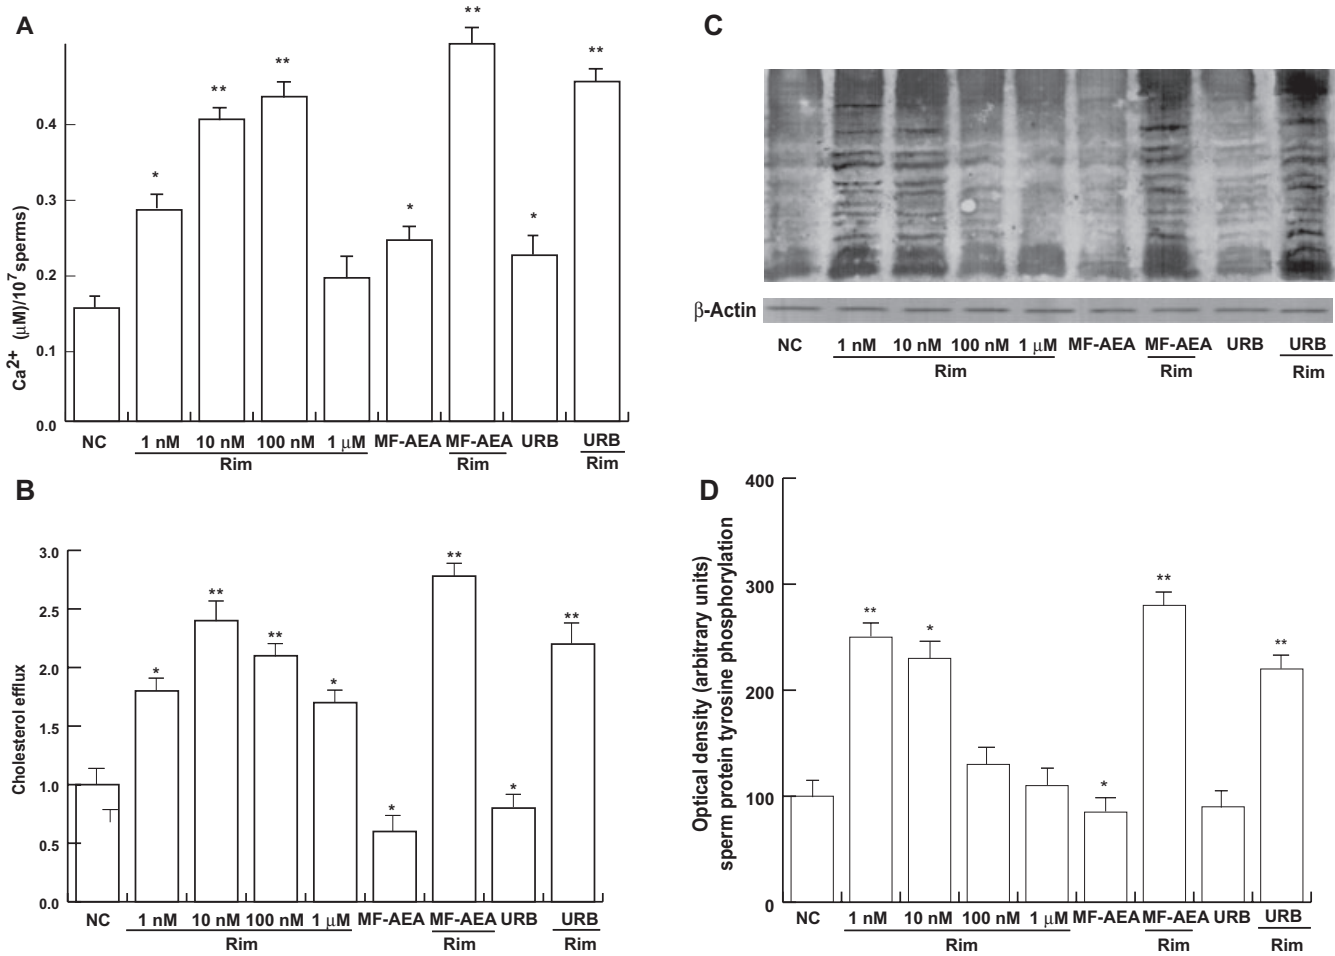 A
Ca2+ (μM)/10^7 sperms)
0.4
0.3
0.2
0.1
0.0
*
**
**
*
**
*
**
NC 1 nM 10 nM 100 nM 1 μM MF-AEA MF-AEA URB URB
Rim Rim Rim
B
Cholesterol efflux
3.0
2.5
2.0
1.5
1.0
0.5
0.0
*
**
**
*
*
**
*
**
NC 1 nM 10 nM 100 nM 1 μM MF-AEA MF-AEA URB URB
Rim Rim Rim
C
β-Actin
NC 1 nM 10 nM 100 nM 1 μM MF-AEA MF-AEA URB URB
Rim Rim Rim
D
Optical density (arbitrary units)
sperm protein tyrosine phosphorylation
400
300
200
100
0
**
*
*
**
**
NC 1 nM 10 nM 100 nM 1 μM MF-AEA MF-AEA URB URB
Rim Rim Rim